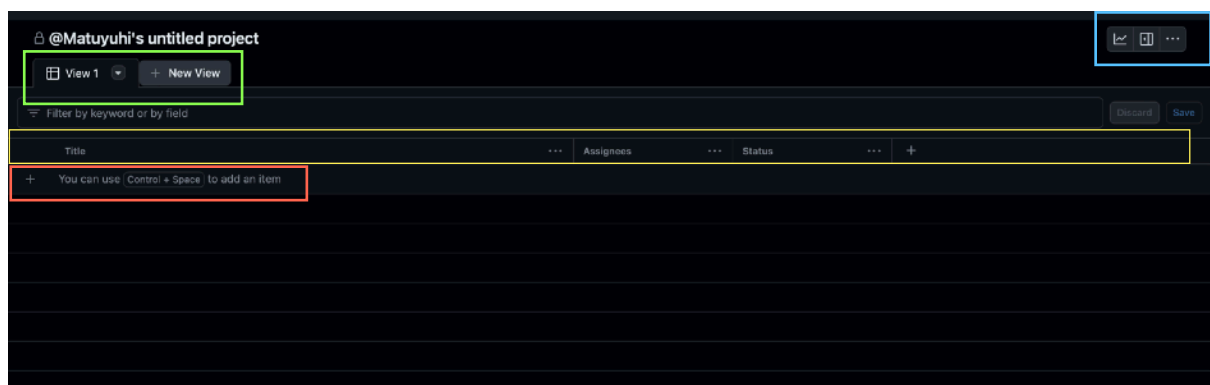 @Matuyuhi's untitled project
View 1
+ New View
Filter by keyword or by field
Discard Save
Title ... Assignees ... Status ... +
+ You can use Control + Space to add an item